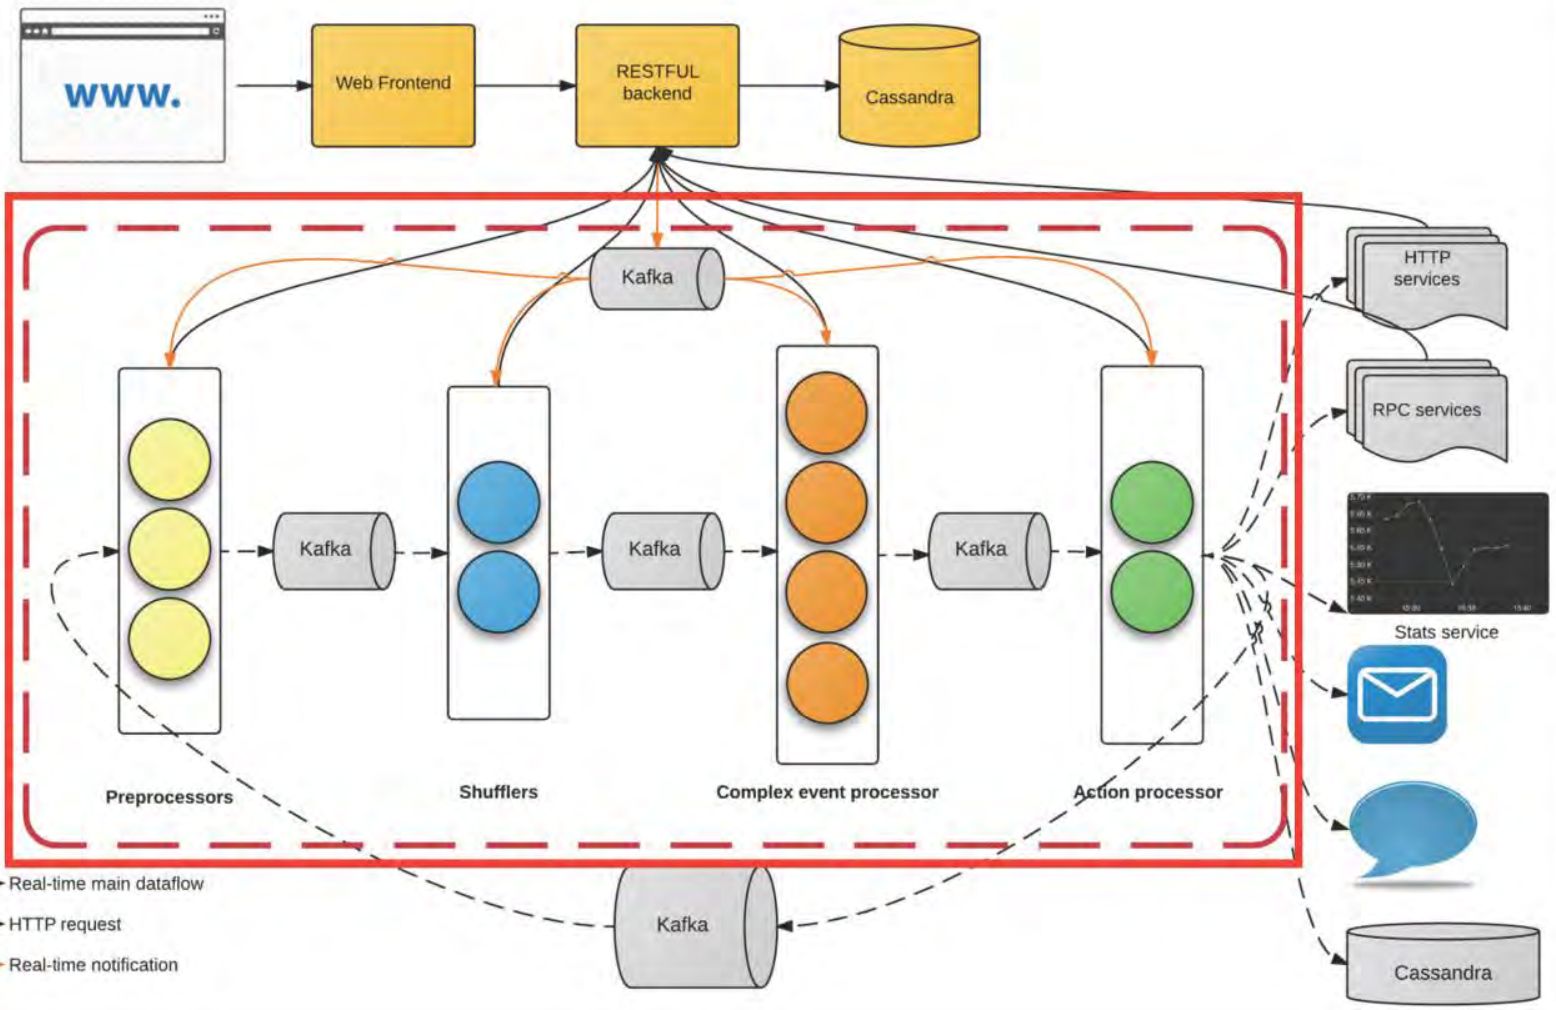 www.
Web Frontend
RESTFUL
backend
Cassandra
Kafka
HTTP
services
RPC services
Kafka
Kafka
Kafka
Stats service
Preprocessors
Shufflers
Complex event processor
Action processor
Real-time main dataflow
HTTP request
Real-time notification
Kafka
Cassandra